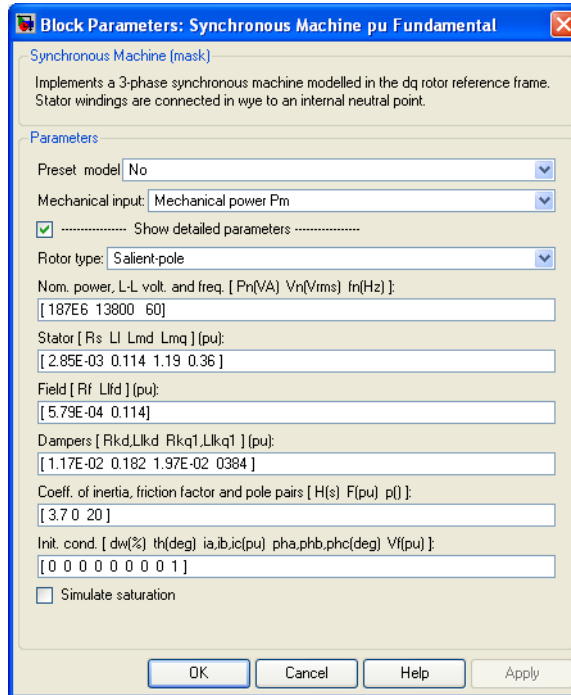 Block Parameters: Synchronous Machine pu Fundamental
Synchronous Machine (mask)
Implements a 3-phase synchronous machine modelled in the dq rotor reference frame.
Stator windings are connected in wye to an internal neutral point.
Parameters
Preset model No
Mechanical input: Mechanical power Pm
---------------- Show detailed parameters ----------------
Rotor type: Salient-pole
Nom. power, L-L volt. and freq. [ Pn(VA) Vn(Vrms) fn(Hz) ]:
[ 187E6 13800 60]
Stator [ Rs Ll Lmd Lmq ] (pu):
[ 2.85E-03 0.114 1.19 0.36 ]
Field [ Rf Llfd ] (pu):
[ 5.79E-04 0.114]
Dampers [ Rkd,Llkd Rkq1,Llkq1 ] (pu):
[ 1.17E-02 0.182 1.97E-02 0384 ]
Coeff. of inertia, friction factor and pole pairs [ H(s) F(pu) p() ]:
[ 3.7 0 20 ]
Init. cond. [ dw(%) th(deg) ia,ib,ic(pu) pha,phb,phc(deg) Vf(pu) ]:
[ 0 0 0 0 0 0 0 0 1 ]
Simulate saturation
OK Cancel Help Apply